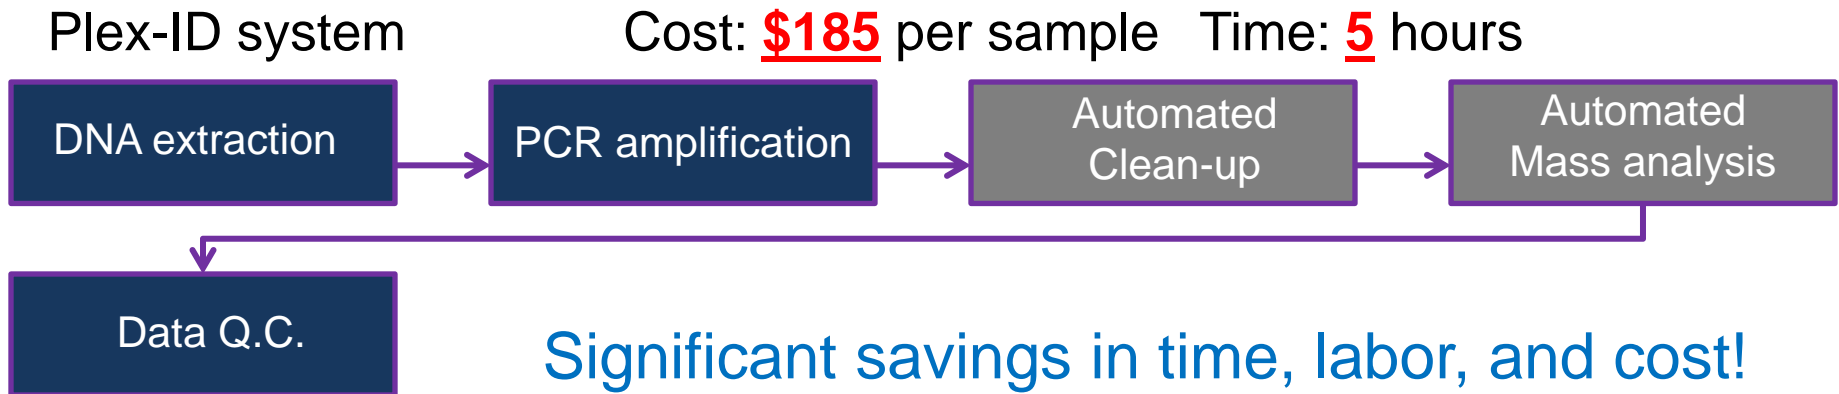 Plex-ID system Cost: $185 per sample Time: 5 hours
DNA extraction
PCR amplification
Automated
Clean-up
Automated
Mass analysis
Data Q.C.
Significant savings in time, labor, and cost!